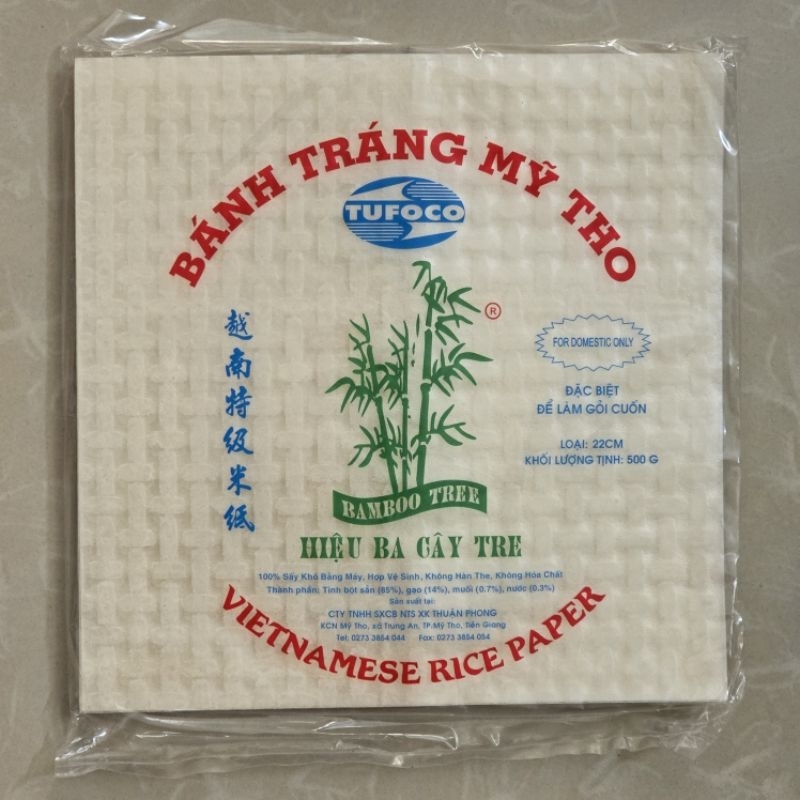 BÁNH TRÁNG MỸ THO
TUFOCO
®
越南特级米纸
FOR DOMESTIC ONLY
ĐẶC BIỆT
ĐỂ LÀM GỎI CUỐN
LOẠI: 22CM
KHỐI LƯỢNG TỊNH: 500 G
BAMBOO TREE
HIỆU BA CÂY TRE
100% Sấy Khô Bằng Máy, Hợp Vệ Sinh, Không Hàn The, Không Hóa Chất
Thành phần: Tinh bột sắn (85%), gạo (14%), muối (0.7%), nước (0.3%)
Sản xuất tại:
CTY TNHH SXCB NTS XK THUẬN PHONG
KCN Mỹ Tho, xã Trung An, TP.Mỹ Tho, Tiền Giang
Tel: 0273 3854 044 Fax: 0273 3854 054
VIETNAMESE RICE PAPER